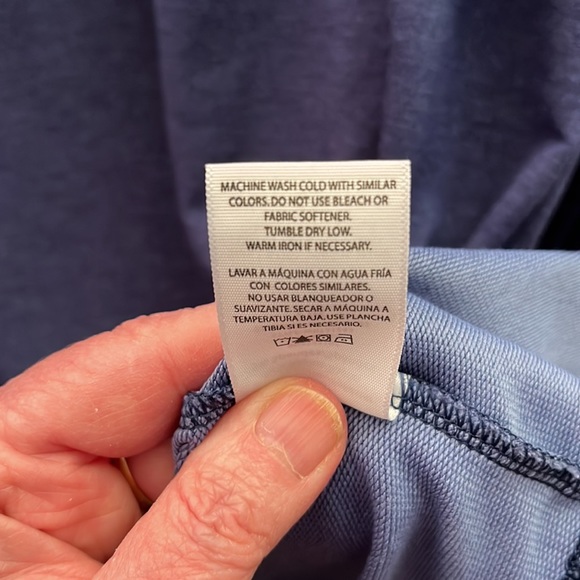 MACHINE WASH COLD WITH SIMILAR
COLORS. DO NOT USE BLEACH OR
FABRIC SOFTENER.
TUMBLE DRY LOW.
WARM IRON IF NECESSARY.
LAVAR A MÁQUINA CON AGUA FRÍA
CON COLORES SIMILARES.
NO USAR BLANQUEADOR O
SUAVIZANTE. SECAR A MÁQUINA A
TEMPERATURA BAJA. USE PLANCHA
TIBIA SI ES NECESARIO.